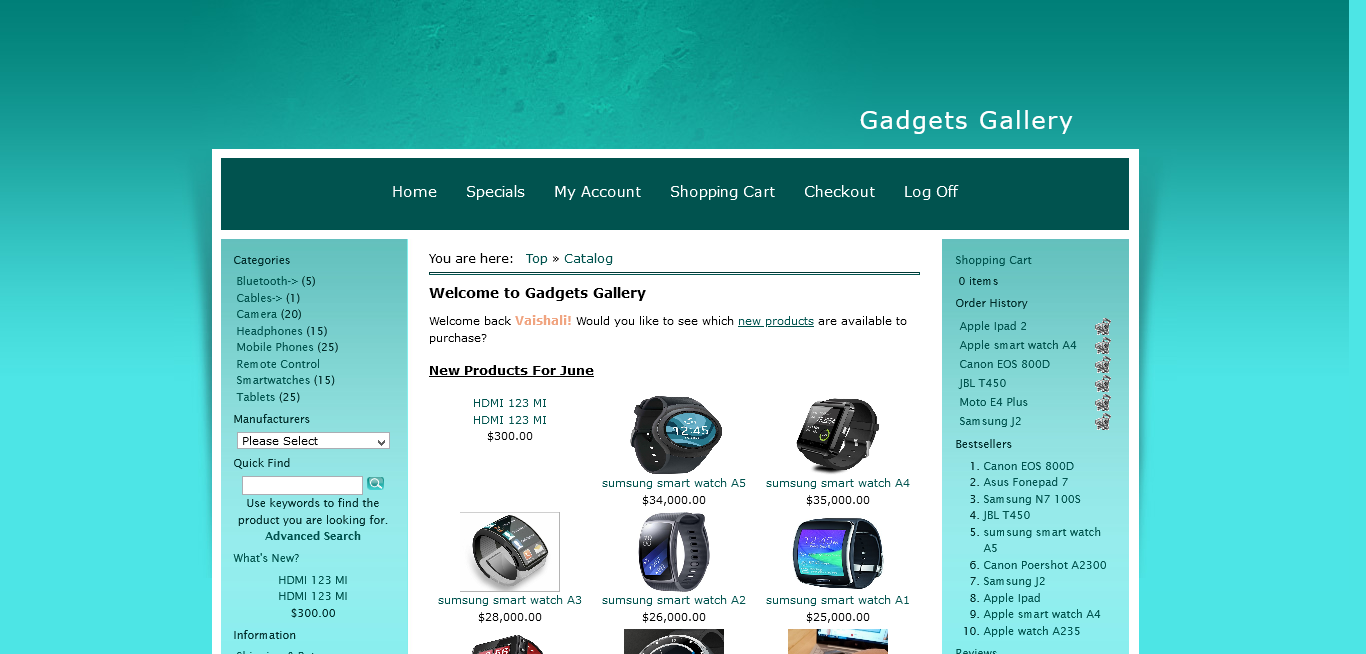 Gadgets Gallery
Home Specials My Account Shopping Cart Checkout Log Off
Categories
Bluetooth-> (5)
Cables-> (1)
Camera (20)
Headphones (15)
Mobile Phones (25)
Remote Control
Smartwatches (15)
Tablets (25)
Manufacturers
Please Select
Quick Find
Use keywords to find the
product you are looking for.
Advanced Search
What's New?
HDMI 123 MI
HDMI 123 MI
$300.00
Information
You are here: Top » Catalog
Welcome to Gadgets Gallery
Welcome back Vaishali! Would you like to see which new products are available to
purchase?
New Products For June
HDMI 123 MI
HDMI 123 MI
$300.00
12:45
sumsung smart watch A5
$34,000.00
sumsung smart watch A4
$35,000.00
sumsung smart watch A3
$28,000.00
sumsung smart watch A2
$26,000.00
sumsung smart watch A1
$25,000.00
Shopping Cart
0 items
Order History
Apple Ipad 2
Apple smart watch A4
Canon EOS 800D
JBL T450
Moto E4 Plus
Samsung J2
Bestsellers
1. Canon EOS 800D
2. Asus Fonepad 7
3. Samsung N7 100S
4. JBL T450
5. sumsung smart watch
A5
6. Canon Poershot A2300
7. Samsung J2
8. Apple Ipad
9. Apple smart watch A4
10. Apple watch A235
Reviews